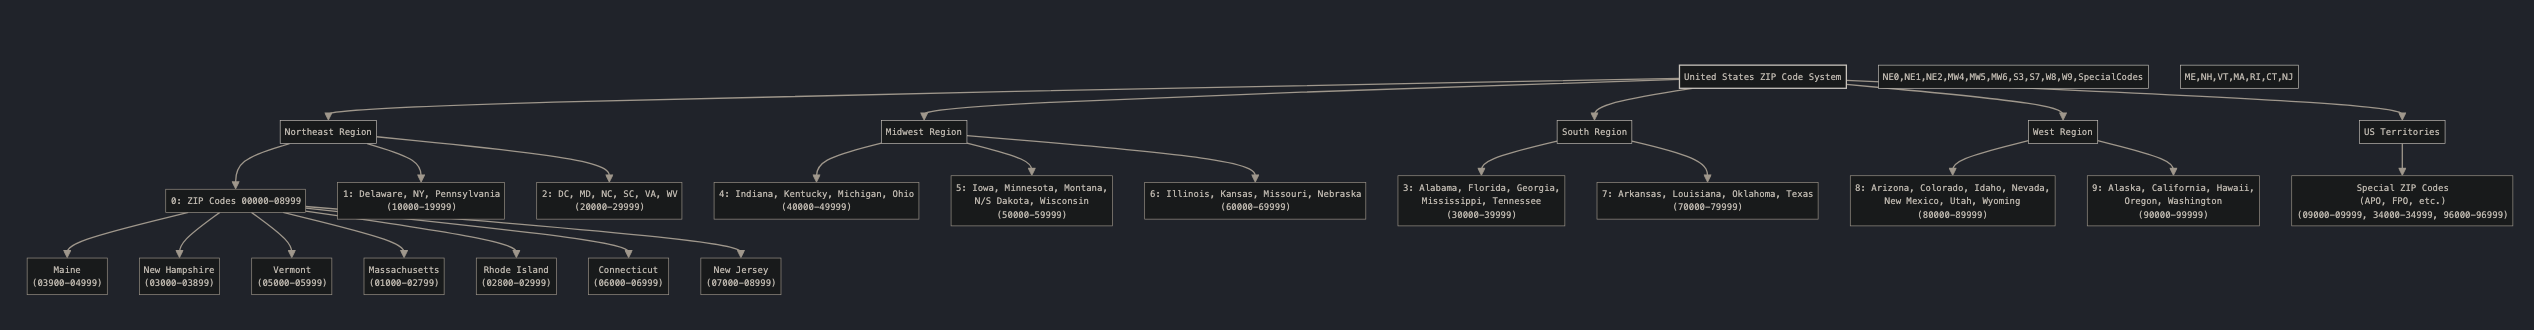 United States ZIP Code System
NE0,NE1,NE2,MW4,MW5,MW6,S3,S7,W8,W9,SpecialCodes
ME,NH,VT,MA,RI,CT,NJ
Northeast Region
Midwest Region
South Region
West Region
US Territories
0: ZIP Codes 00000-08999
1: Delaware, NY, Pennsylvania
(10000-19999)
2: DC, MD, NC, SC, VA, WV
(20000-29999)
4: Indiana, Kentucky, Michigan, Ohio
(40000-49999)
5: Iowa, Minnesota, Montana,
N/S Dakota, Wisconsin
(50000-59999)
6: Illinois, Kansas, Missouri, Nebraska
(60000-69999)
3: Alabama, Florida, Georgia,
Mississippi, Tennessee
(30000-39999)
7: Arkansas, Louisiana, Oklahoma, Texas
(70000-79999)
8: Arizona, Colorado, Idaho, Nevada,
New Mexico, Utah, Wyoming
(80000-89999)
9: Alaska, California, Hawaii,
Oregon, Washington
(90000-99999)
Special ZIP Codes
(APO, FPO, etc.)
(09000-09999, 34000-34999, 96000-96999)
Maine
(03900-04999)
New Hampshire
(03000-03899)
Vermont
(05000-05999)
Massachusetts
(01000-02799)
Rhode Island
(02800-02999)
Connecticut
(06000-06999)
New Jersey
(07000-08999)